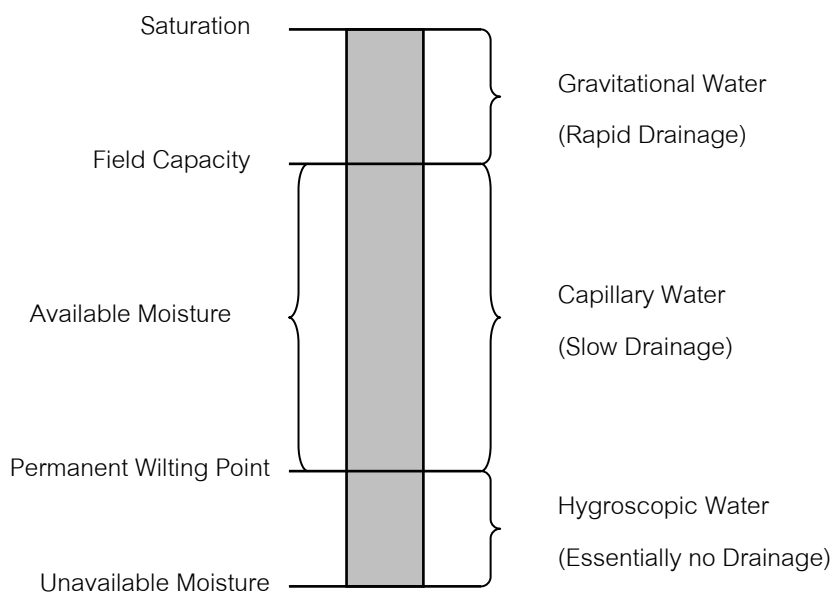 Saturation
Gravitational Water
(Rapid Drainage)
Field Capacity
Available Moisture
Capillary Water
(Slow Drainage)
Permanent Wilting Point
Hygroscopic Water
(Essentially no Drainage)
Unavailable Moisture